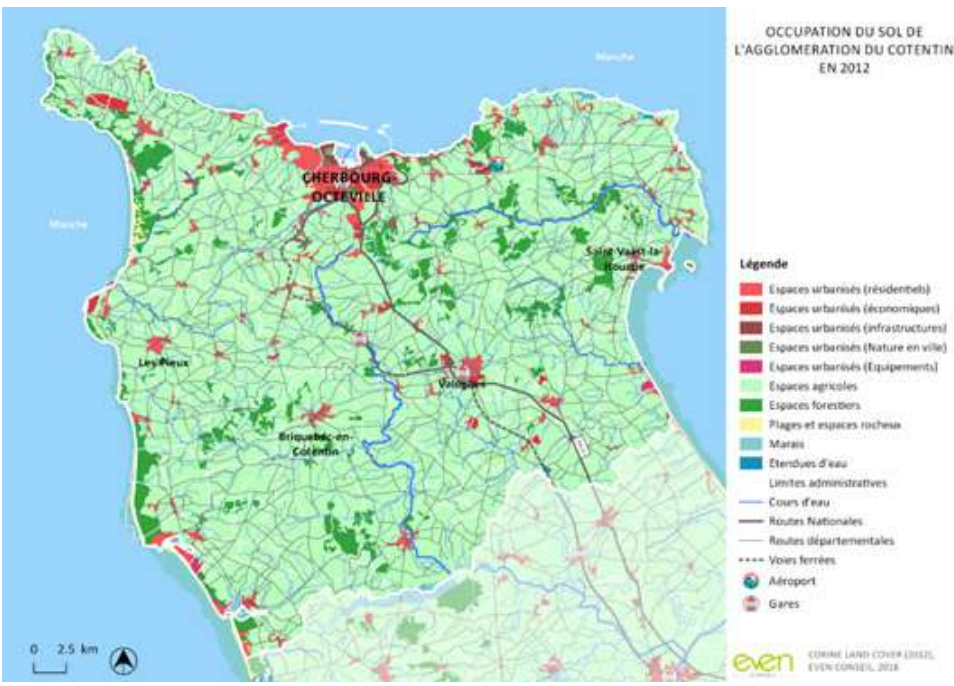 OCCUPATION DU SOL DE
L'AGGLOMERATION DU COTENTIN
EN 2012
Manche
Manche
CHERBOURG-
OCTEVILLE
Saint-Vaast-la-
Hougue
Les Pieux
Valognes
Briquebec-en-
Cotentin
Légende
Espaces urbanisés (résidentiels)
Espaces urbanisés (économiques)
Espaces urbanisés (infrastructures)
Espaces urbanisés (Nature en ville)
Espaces urbanisés (Equipements)
Espaces agricoles
Espaces forestiers
Plages et espaces rocheux
Marais
Etendues d'eau
Limites administratives
Cours d'eau
Routes Nationales
Routes départementales
Voies ferrées
Aéroport
Gares
0 2.5 km
even
CORINE LAND COVER (2012),
EVEN CONSEIL, 2018